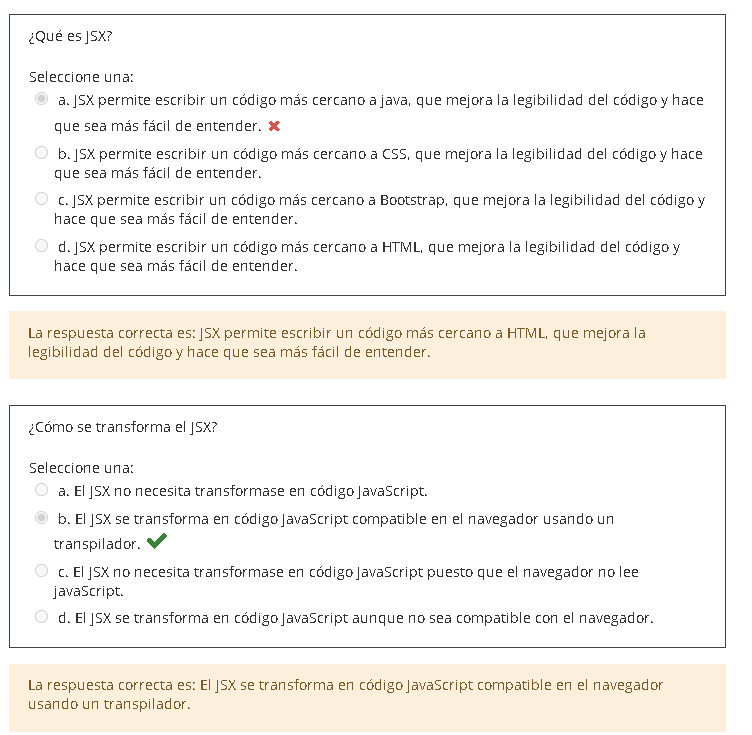 ¿Qué es JSX?
Seleccione una:
a. JSX permite escribir un código más cercano a java, que mejora la legibilidad del código y hace
que sea más fácil de entender.
b. JSX permite escribir un código más cercano a CSS, que mejora la legibilidad del código y hace
que sea más fácil de entender.
c. JSX permite escribir un código más cercano a Bootstrap, que mejora la legibilidad del código y
hace que sea más fácil de entender.
d. JSX permite escribir un código más cercano a HTML, que mejora la legibilidad del código y
hace que sea más fácil de entender.
La respuesta correcta es: JSX permite escribir un código más cercano a HTML, que mejora la
legibilidad del código y hace que sea más fácil de entender.
¿Cómo se transforma el JSX?
Seleccione una:
a. El JSX no necesita transformase en código JavaScript.
b. El JSX se transforma en código JavaScript compatible en el navegador usando un
transpilador.
c. El JSX no necesita transformase en código JavaScript puesto que el navegador no lee
javaScript.
d. El JSX se transforma en código JavaScript aunque no sea compatible con el navegador.
La respuesta correcta es: El JSX se transforma en código JavaScript compatible en el navegador
usando un transpilador.